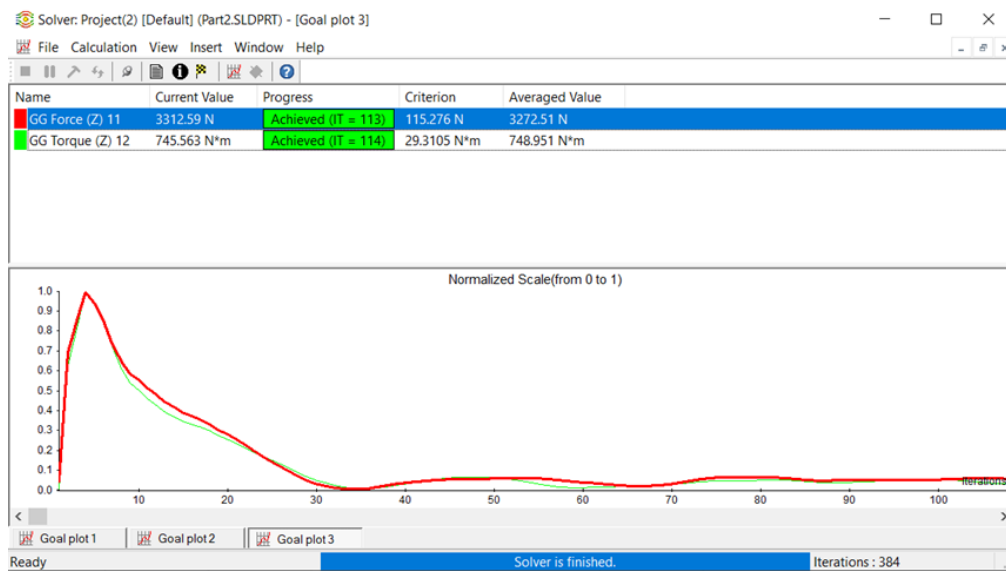 Solver: Project(2) [Default] (Part2.SLDPRT) - [Goal plot 3]
File Calculation View Insert Window Help
Name Current Value Progress Criterion Averaged Value
GG Force (Z) 11 3312.59 N Achieved (IT = 113) 115.276 N 3272.51 N
GG Torque (Z) 12 745.563 N*m Achieved (IT = 114) 29.3105 N*m 748.951 N*m
Normalized Scale(from 0 to 1)
1.0
0.9
0.8
0.7
0.6
0.5
0.4
0.3
0.2
0.1
0.0
Iterations
10 20 30 40 50 60 70 80 90 100
Goal plot 1 Goal plot 2 Goal plot 3
Ready Solver is finished. Iterations : 384